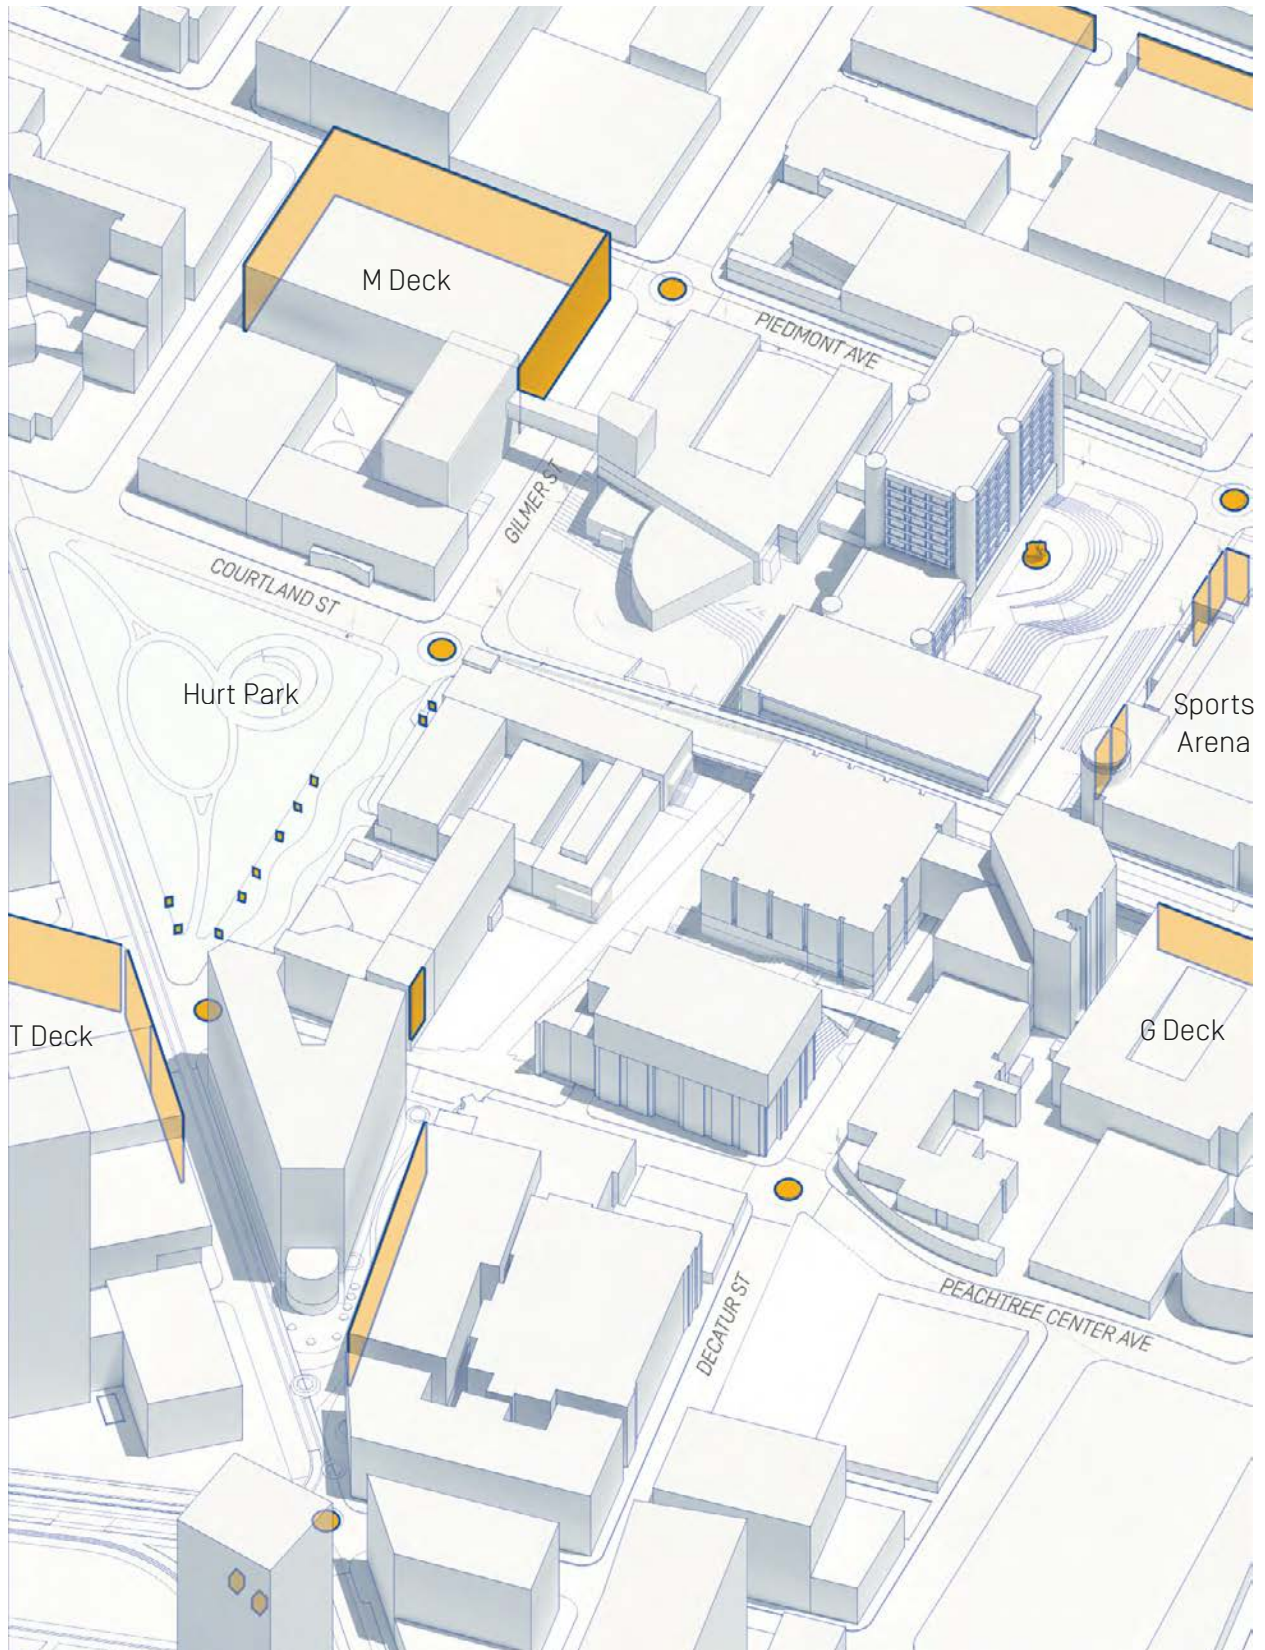 M Deck
PIEDMONT AVE
GILMER ST
COURTLAND ST
Hurt Park
Sports
Arena
T Deck
G Deck
DECATUR ST
PEACHTREE CENTER AVE